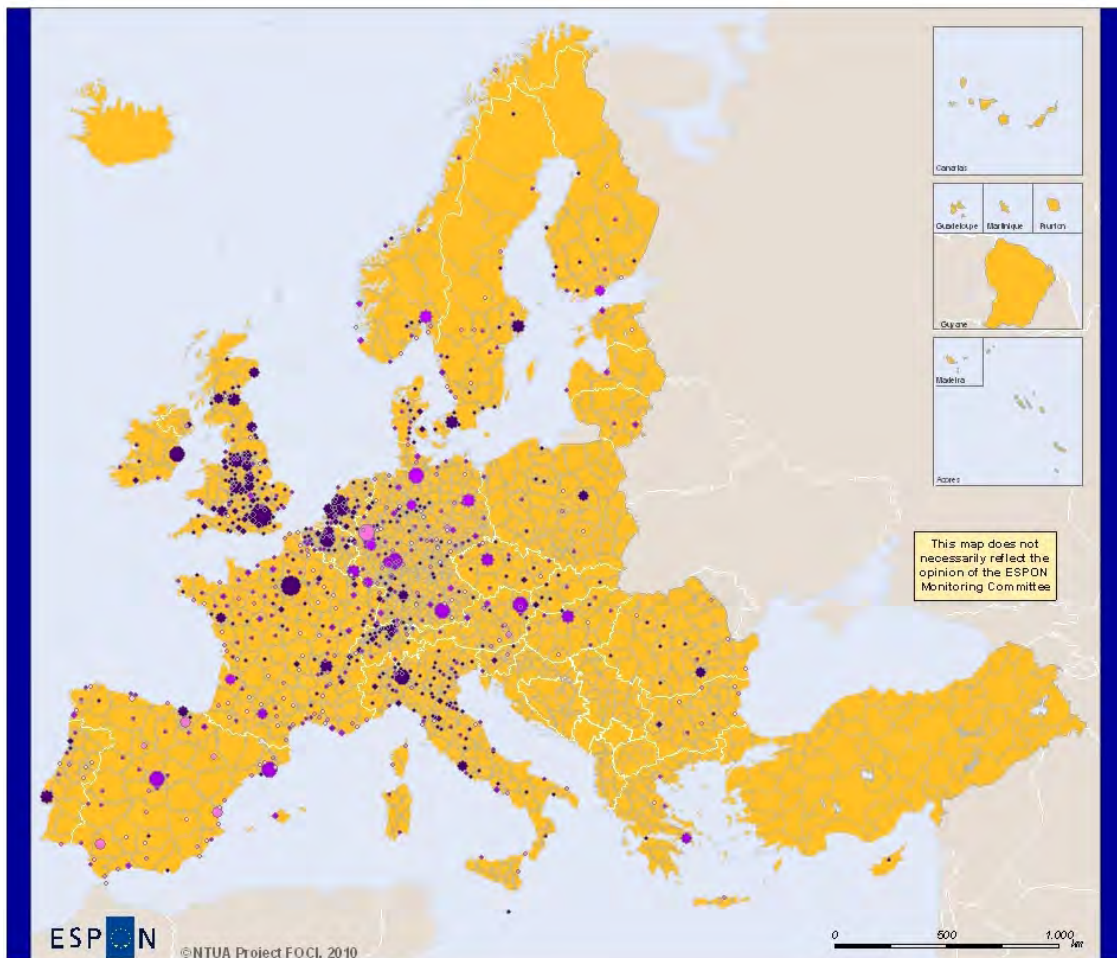 Canarias
Guadeloupe
Martinique
Réunion
Guyane
Madeira
Acores
This map does not
necessarily reflect the
opinion of the ESPON
Monitoring Committee
ESPON
©NTUA Project FOCI, 2010
0 500 1.000
km